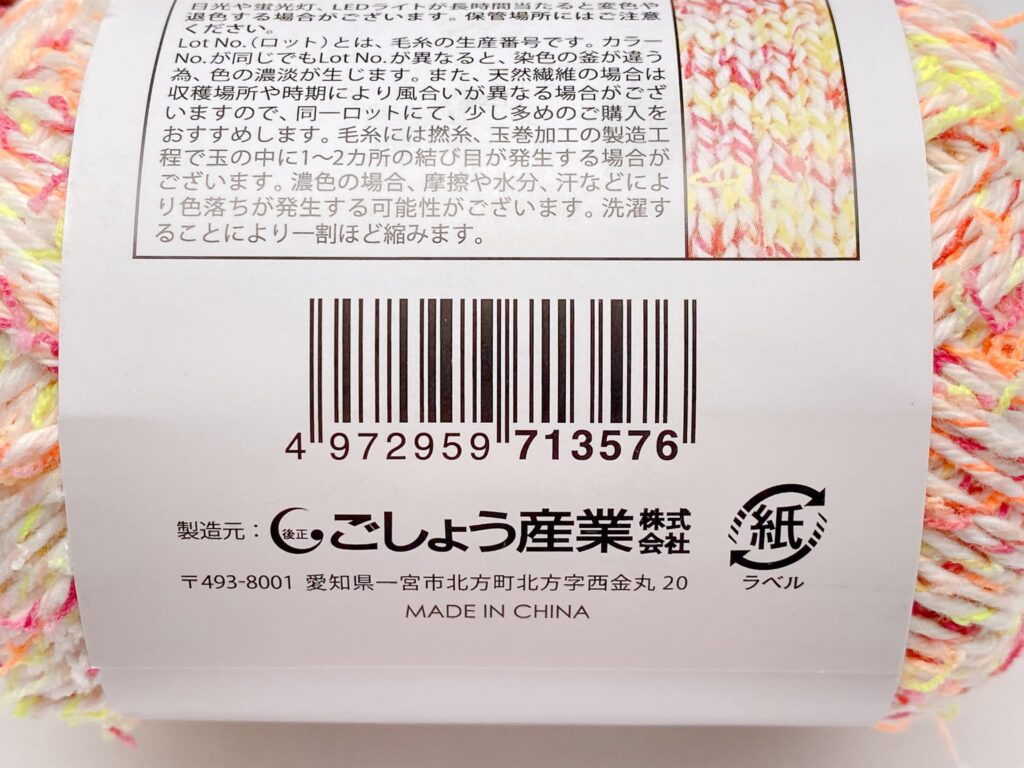 日光や蛍光灯、LEDライトが長時間当たると変色や
退色する場合がございます。保管場所にはご注意
ください。
Lot No.（ロット）とは、毛糸の生産番号です。カラー
No.が同じでもLot No.が異なると、染色の釜が違う
為、色の濃淡が生じます。また、天然繊維の場合は
収穫場所や時期により風合いが異なる場合がござ
いますので、同一ロットにて、少し多めのご購入を
おすすめします。毛糸には撚糸、玉巻加工の製造工
程で玉の中に1〜2カ所の結び目が発生する場合が
ございます。濃色の場合、摩擦や水分、汗などによ
り色落ちが発生する可能性がございます。洗濯す
ることにより一割ほど縮みます。
4 972959 713576
製造元： 後正 ごしょう産業 株式会社
紙
ラベル
〒493-8001 愛知県一宮市北方町北方字西金丸 20
MADE IN CHINA